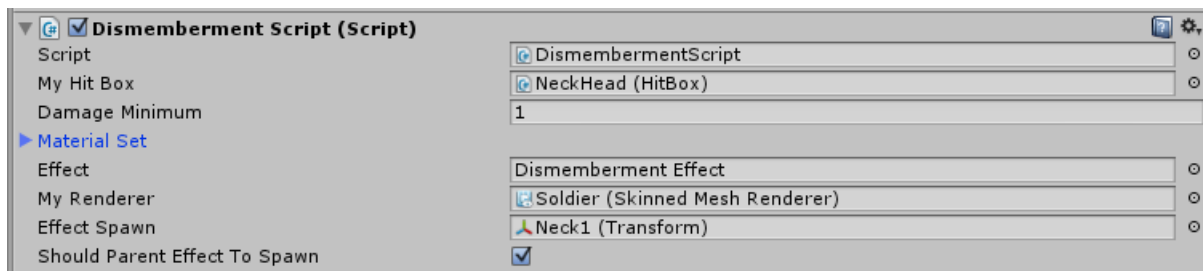 Dismemberment Script (Script)
Script DismembermentScript
My Hit Box NeckHead (HitBox)
Damage Minimum 1
Material Set
Effect Dismemberment Effect
My Renderer Soldier (Skinned Mesh Renderer)
Effect Spawn Neck1 (Transform)
Should Parent Effect To Spawn